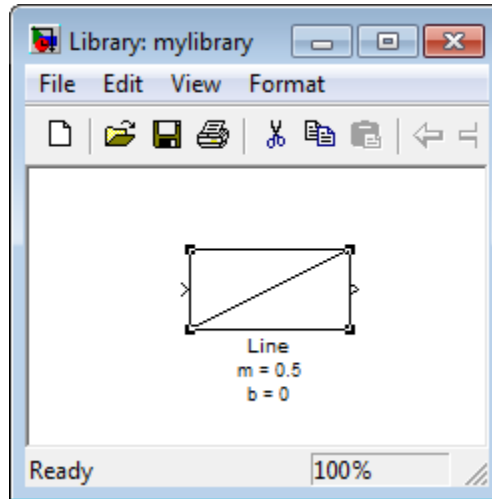 Library: mylibrary
File Edit View Format
Line
m = 0.5
b = 0
Ready 100%